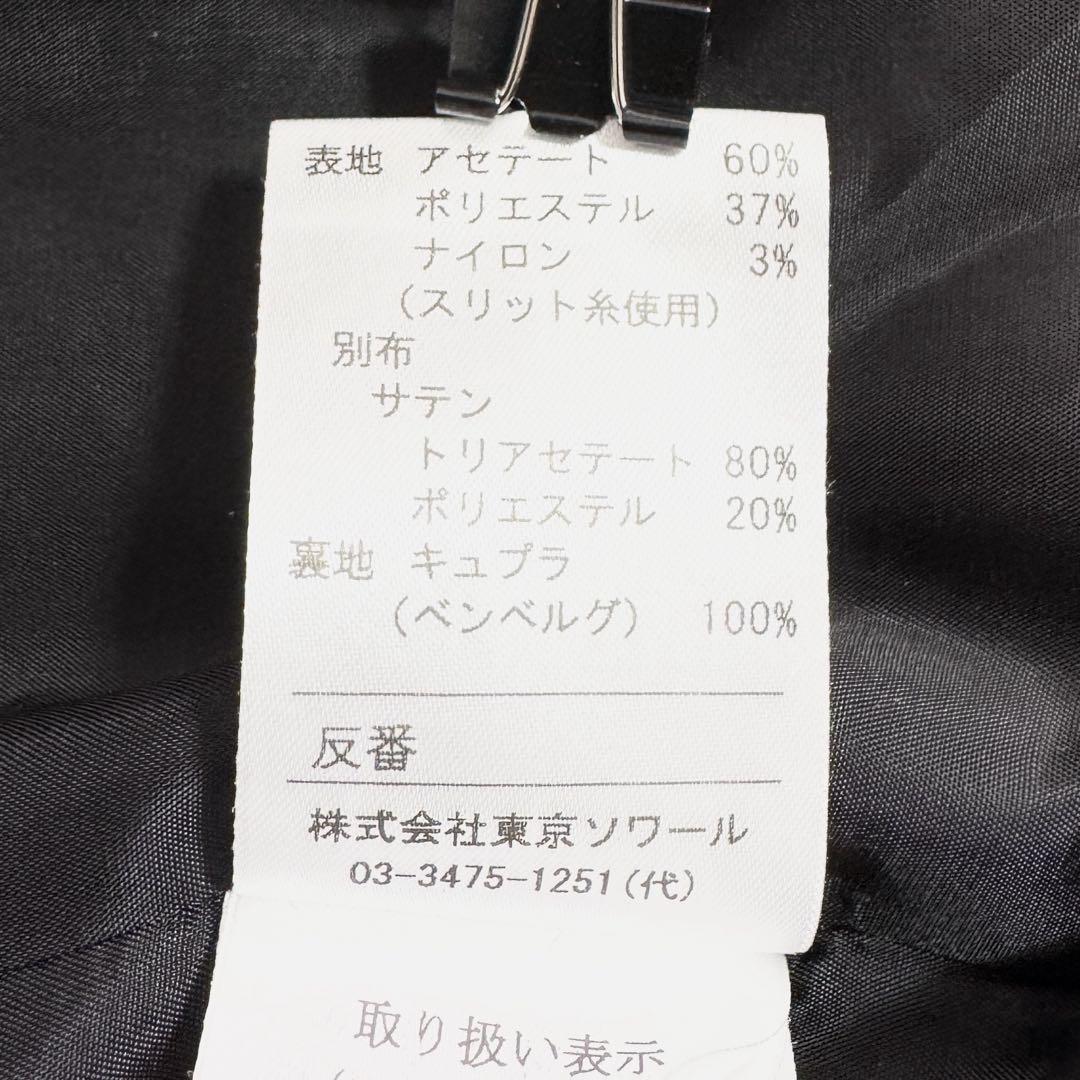 表地 アセテート 60%
ポリエステル 37%
ナイロン 3%
(スリット糸使用)
別布
サテン
トリアセテート 80%
ポリエステル 20%
裏地 キュプラ
(ベンベルグ) 100%
反番
株式会社東京ソワール
03-3475-1251(代)
取り扱い表示